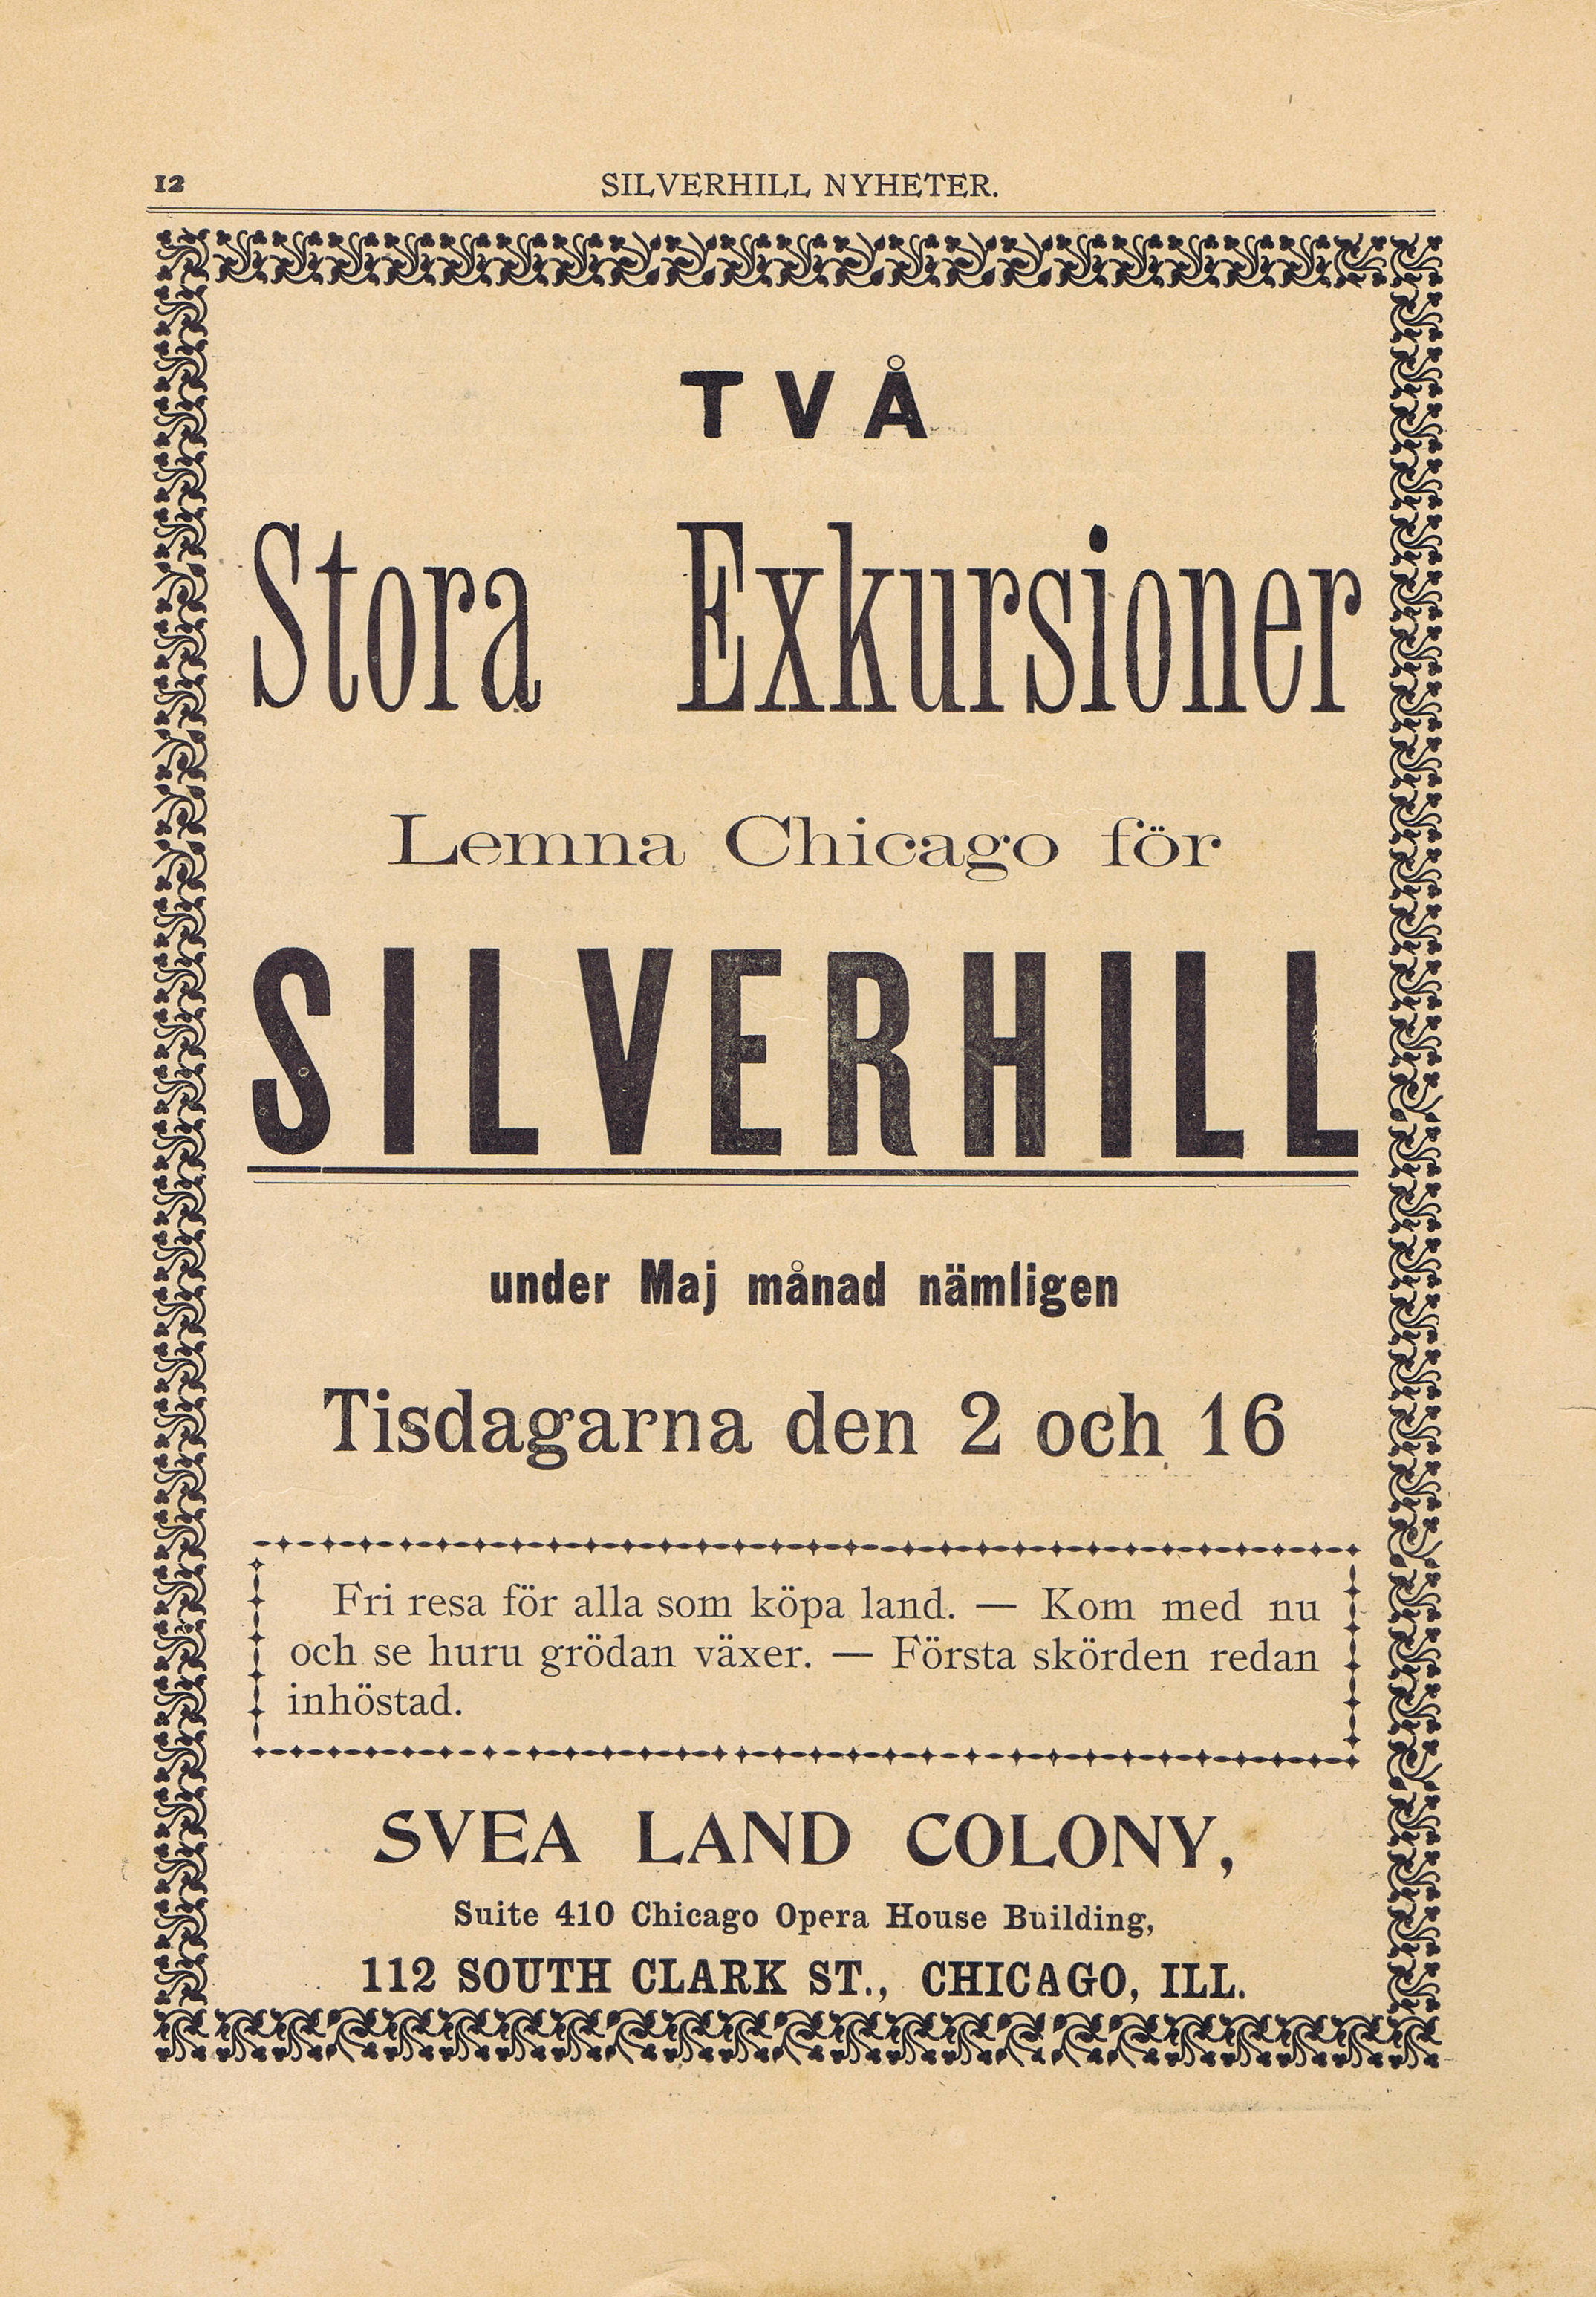 12
SILVERHILL NYHETER.
TVÅ
Stora Exkursioner
Lemna Chicago för
SILVERHILL
under Maj månad nämligen
Tisdagarna den 2 och 16
Fri resa för alla som köpa land. — Kom med nu
och se huru grödan växer. — Första skörden redan
inhöstad.
SVEA LAND COLONY,
Suite 410 Chicago Opera House Building,
112 SOUTH CLARK ST., CHICAGO, ILL.